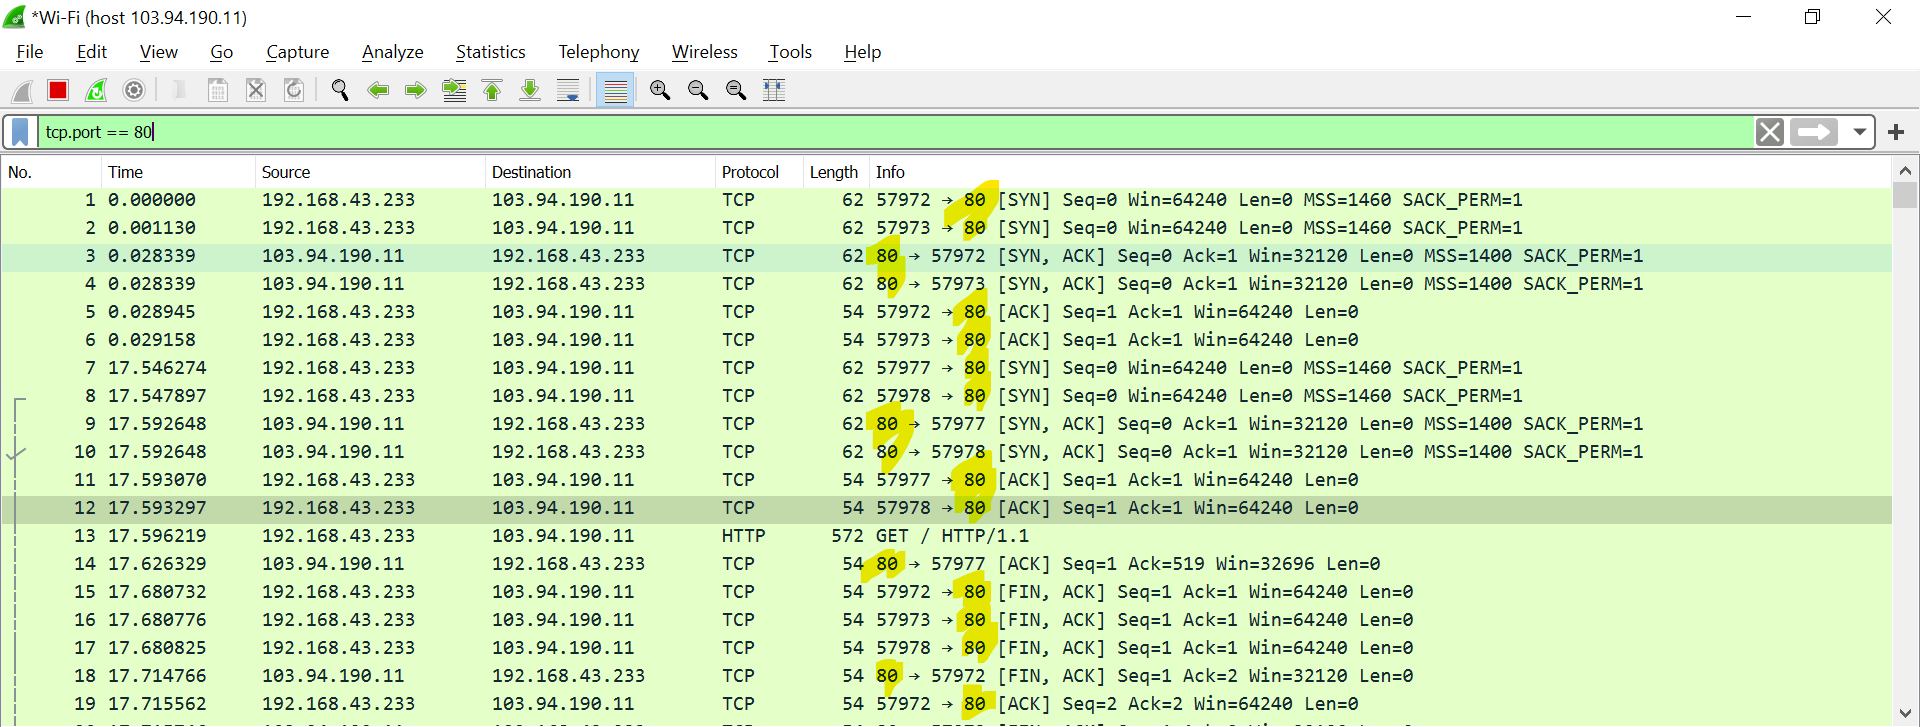 *Wi-Fi (host 103.94.190.11)
File Edit View Go Capture Analyze Statistics Telephony Wireless Tools Help
tcp.port == 80
No. Time Source Destination Protocol Length Info
1 0.000000 192.168.43.233 103.94.190.11 TCP 62 57972 → 80 [SYN] Seq=0 Win=64240 Len=0 MSS=1460 SACK_PERM=1
2 0.001130 192.168.43.233 103.94.190.11 TCP 62 57973 → 80 [SYN] Seq=0 Win=64240 Len=0 MSS=1460 SACK_PERM=1
3 0.028339 103.94.190.11 192.168.43.233 TCP 62 80 → 57972 [SYN, ACK] Seq=0 Ack=1 Win=32120 Len=0 MSS=1400 SACK_PERM=1
4 0.028339 103.94.190.11 192.168.43.233 TCP 62 80 → 57973 [SYN, ACK] Seq=0 Ack=1 Win=32120 Len=0 MSS=1400 SACK_PERM=1
5 0.028945 192.168.43.233 103.94.190.11 TCP 54 57972 → 80 [ACK] Seq=1 Ack=1 Win=64240 Len=0
6 0.029158 192.168.43.233 103.94.190.11 TCP 54 57973 → 80 [ACK] Seq=1 Ack=1 Win=64240 Len=0
7 17.546274 192.168.43.233 103.94.190.11 TCP 62 57977 → 80 [SYN] Seq=0 Win=64240 Len=0 MSS=1460 SACK_PERM=1
8 17.547897 192.168.43.233 103.94.190.11 TCP 62 57978 → 80 [SYN] Seq=0 Win=64240 Len=0 MSS=1460 SACK_PERM=1
9 17.592648 103.94.190.11 192.168.43.233 TCP 62 80 → 57977 [SYN, ACK] Seq=0 Ack=1 Win=32120 Len=0 MSS=1400 SACK_PERM=1
10 17.592648 103.94.190.11 192.168.43.233 TCP 62 80 → 57978 [SYN, ACK] Seq=0 Ack=1 Win=32120 Len=0 MSS=1400 SACK_PERM=1
11 17.593070 192.168.43.233 103.94.190.11 TCP 54 57977 → 80 [ACK] Seq=1 Ack=1 Win=64240 Len=0
12 17.593297 192.168.43.233 103.94.190.11 TCP 54 57978 → 80 [ACK] Seq=1 Ack=1 Win=64240 Len=0
13 17.596219 192.168.43.233 103.94.190.11 HTTP 572 GET / HTTP/1.1
14 17.626329 103.94.190.11 192.168.43.233 TCP 54 80 → 57977 [ACK] Seq=1 Ack=519 Win=32696 Len=0
15 17.680732 192.168.43.233 103.94.190.11 TCP 54 57972 → 80 [FIN, ACK] Seq=1 Ack=1 Win=64240 Len=0
16 17.680776 192.168.43.233 103.94.190.11 TCP 54 57973 → 80 [FIN, ACK] Seq=1 Ack=1 Win=64240 Len=0
17 17.680825 192.168.43.233 103.94.190.11 TCP 54 57978 → 80 [FIN, ACK] Seq=1 Ack=1 Win=64240 Len=0
18 17.714766 103.94.190.11 192.168.43.233 TCP 54 80 → 57972 [FIN, ACK] Seq=1 Ack=2 Win=32120 Len=0
19 17.715562 192.168.43.233 103.94.190.11 TCP 54 57972 → 80 [ACK] Seq=2 Ack=2 Win=64240 Len=0